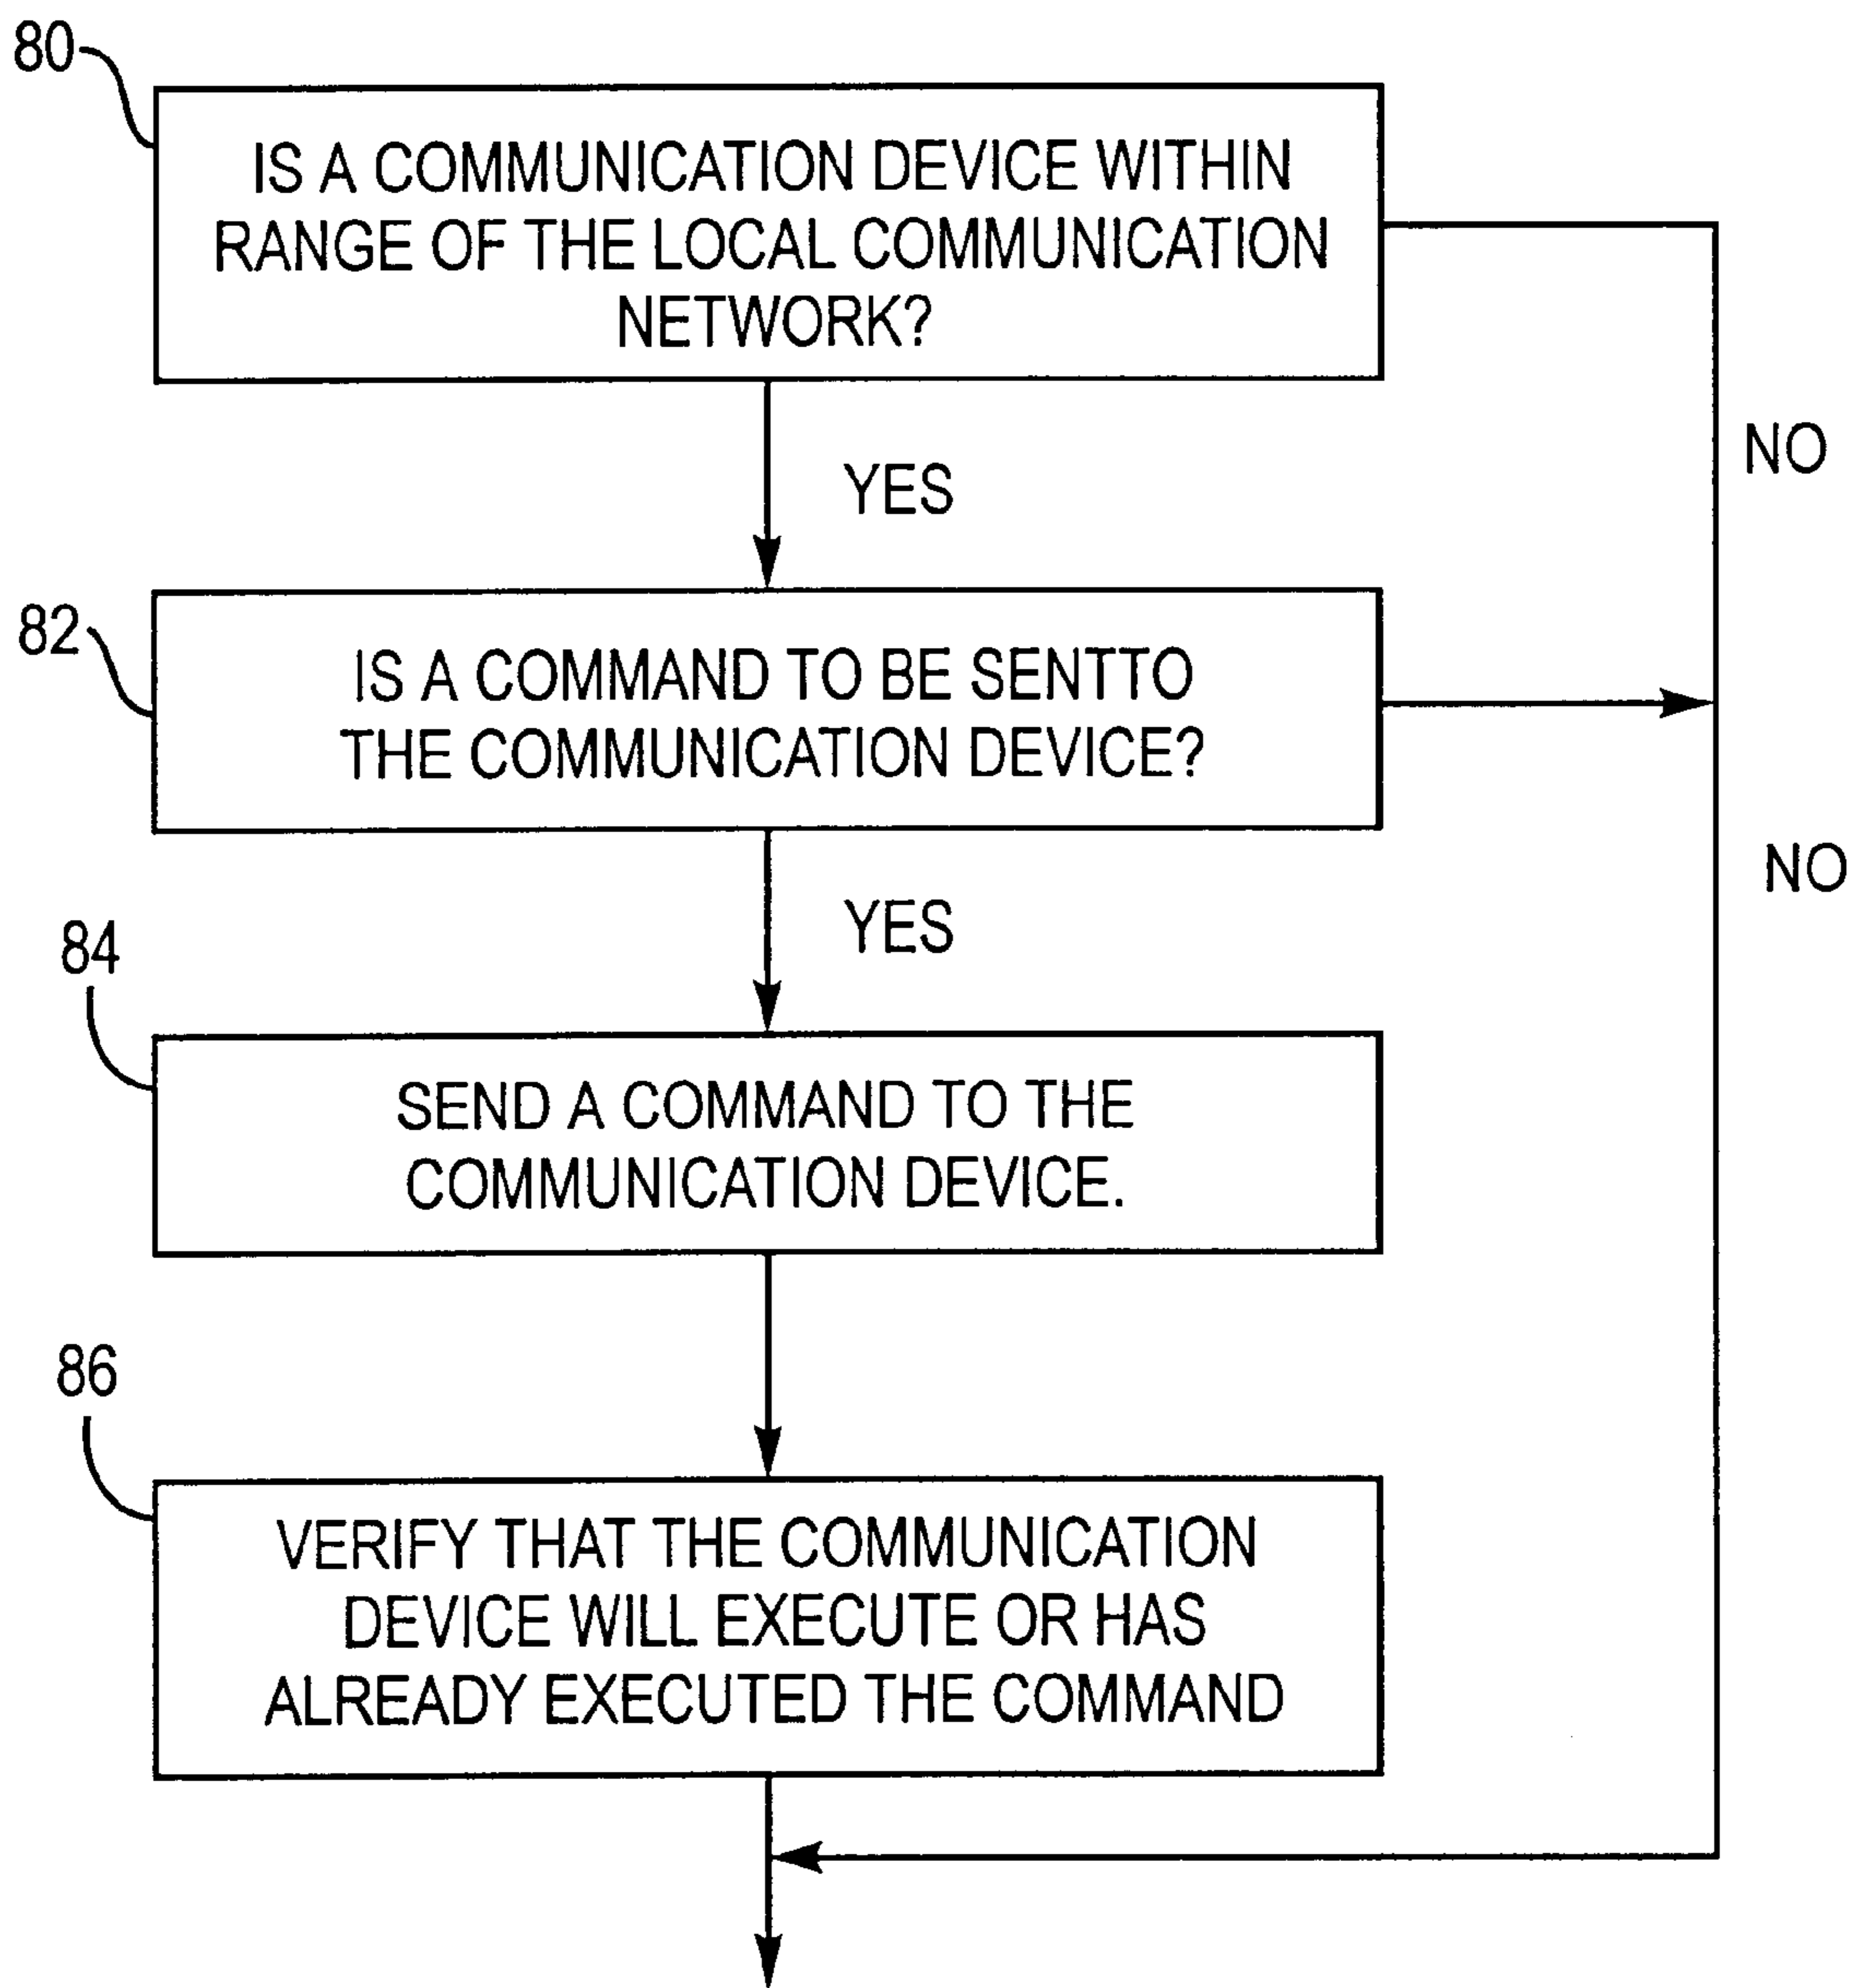 80
IS A COMMUNICATION DEVICE WITHIN
RANGE OF THE LOCAL COMMUNICATION
NETWORK?
NO
YES
82
IS A COMMAND TO BE SENTTO
THE COMMUNICATION DEVICE?
NO
YES
84
SEND A COMMAND TO THE
COMMUNICATION DEVICE.
86
VERIFY THAT THE COMMUNICATION
DEVICE WILL EXECUTE OR HAS
ALREADY EXECUTED THE COMMAND